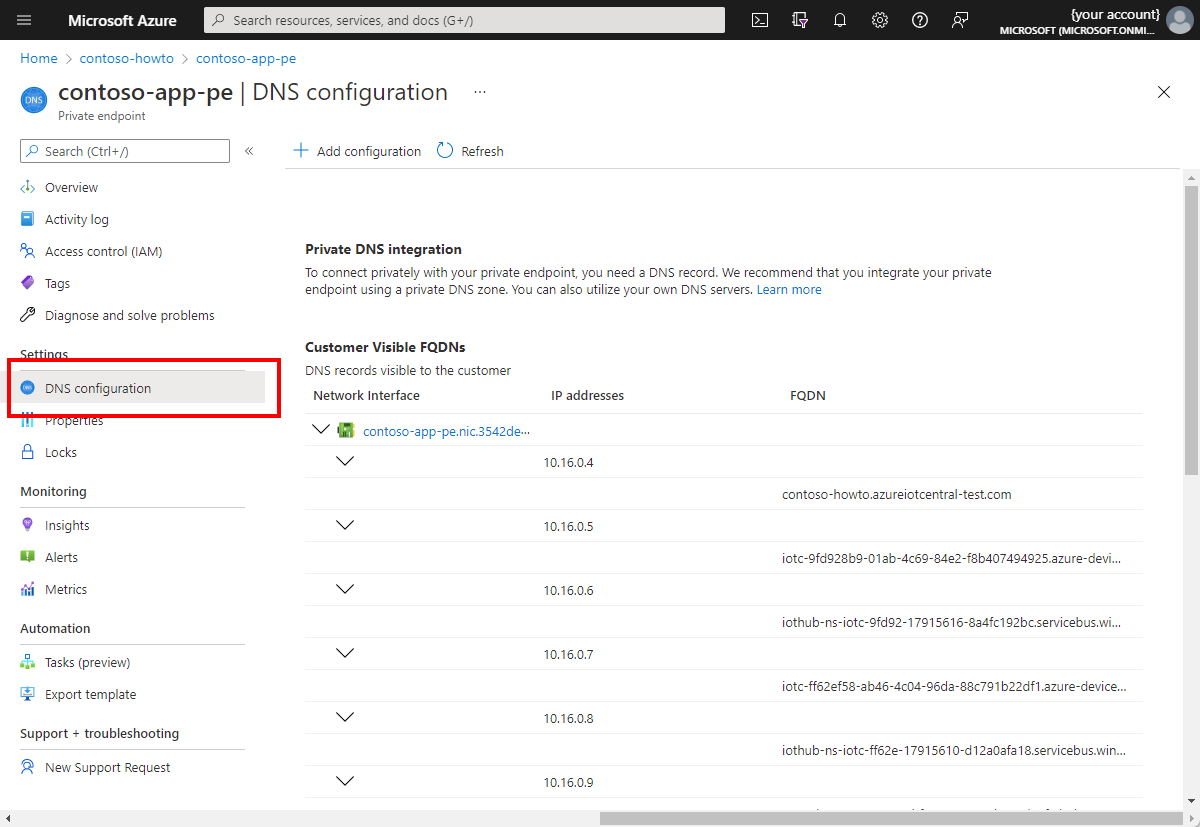 Microsoft Azure
Search resources, services, and docs (G+/)
{your account}
MICROSOFT (MICROSOFT.ONMI...
Home > contoso-howto > contoso-app-pe
DNS
contoso-app-pe | DNS configuration ...
Private endpoint
Search (Ctrl+/)
«
Add configuration
Refresh
Overview
Activity log
Access control (IAM)
Tags
Diagnose and solve problems
Settings
DNS configuration
Properties
Locks
Monitoring
Insights
Alerts
Metrics
Automation
Tasks (preview)
Export template
Support + troubleshooting
New Support Request
Private DNS integration
To connect privately with your private endpoint, you need a DNS record. We recommend that you integrate your private
endpoint using a private DNS zone. You can also utilize your own DNS servers. Learn more
Customer Visible FQDNs
DNS records visible to the customer
Network Interface IP addresses FQDN
contoso-app-pe.nic.3542de...
10.16.0.4
contoso-howto.azureiotcentral-test.com
10.16.0.5
iotc-9fd928b9-01ab-4c69-84e2-f8b407494925.azure-devi...
10.16.0.6
iothub-ns-iotc-9fd92-17915616-8a4fc192bc.servicebus.wi...
10.16.0.7
iotc-ff62ef58-ab46-4c04-96da-88c791b22df1.azure-device...
10.16.0.8
iothub-ns-iotc-ff62e-17915610-d12a0afa18.servicebus.win...
10.16.0.9